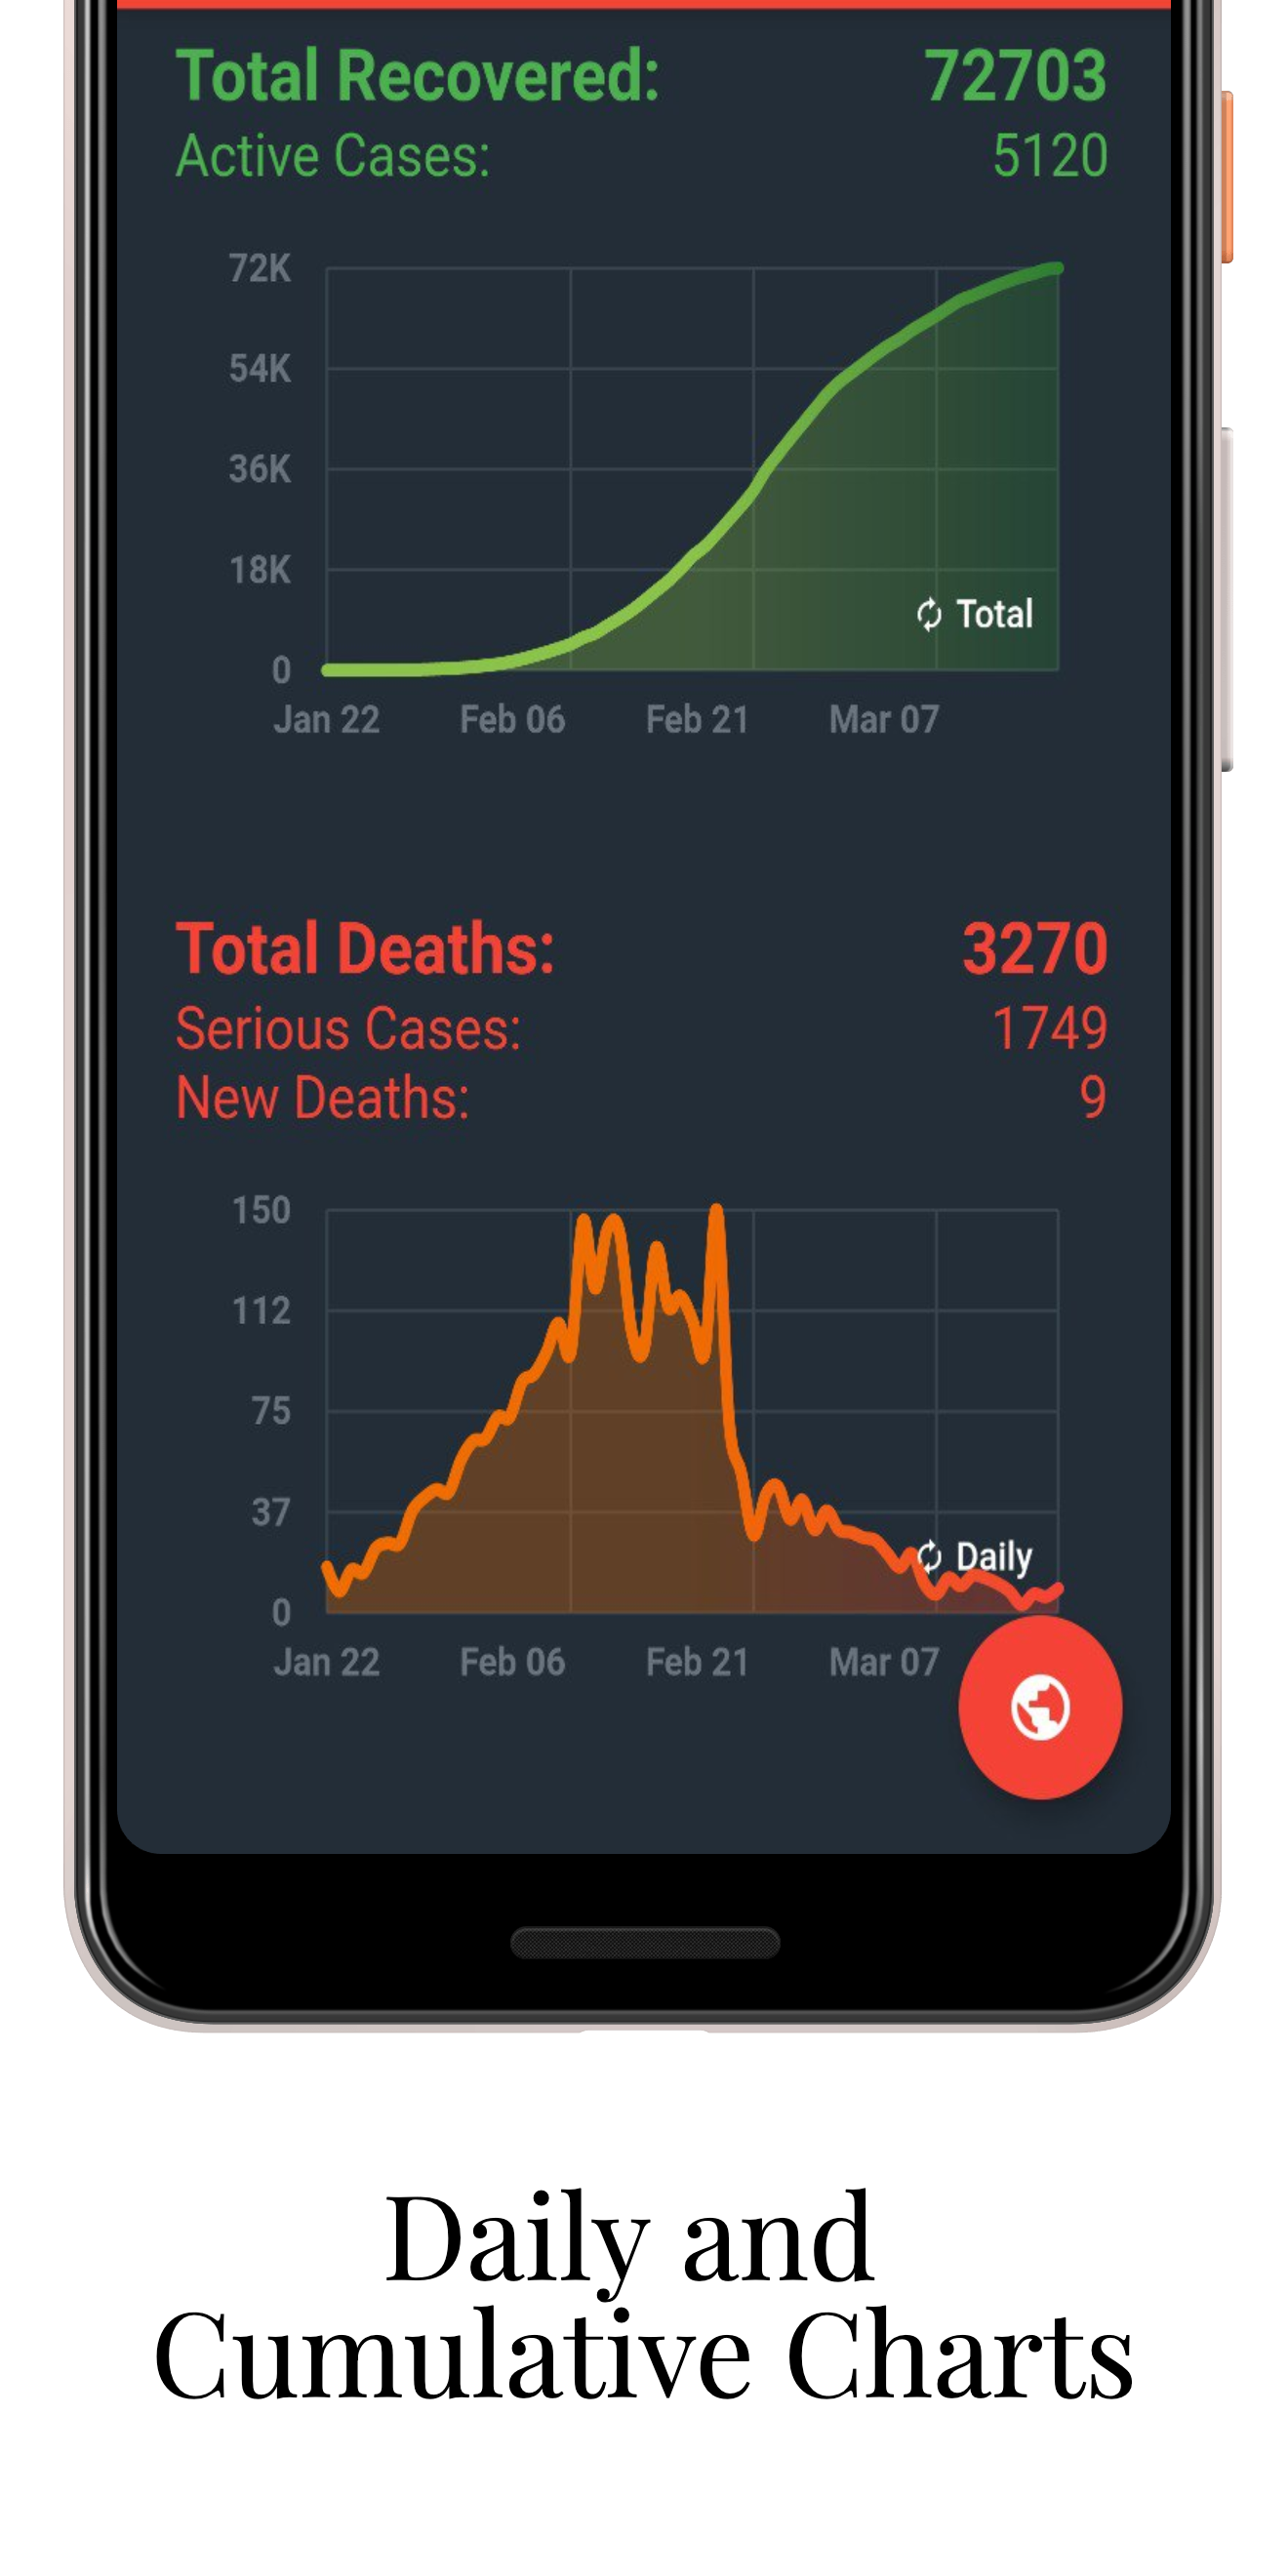 Total Recovered: 72703
Active Cases: 5120
72K
54K
36K
18K
0
Total
Jan 22 Feb 06 Feb 21 Mar 07
Total Deaths: 3270
Serious Cases: 1749
New Deaths: 9
150
112
75
37
Daily
0
Jan 22 Feb 06 Feb 21 Mar 07
Daily and
Cumulative Charts